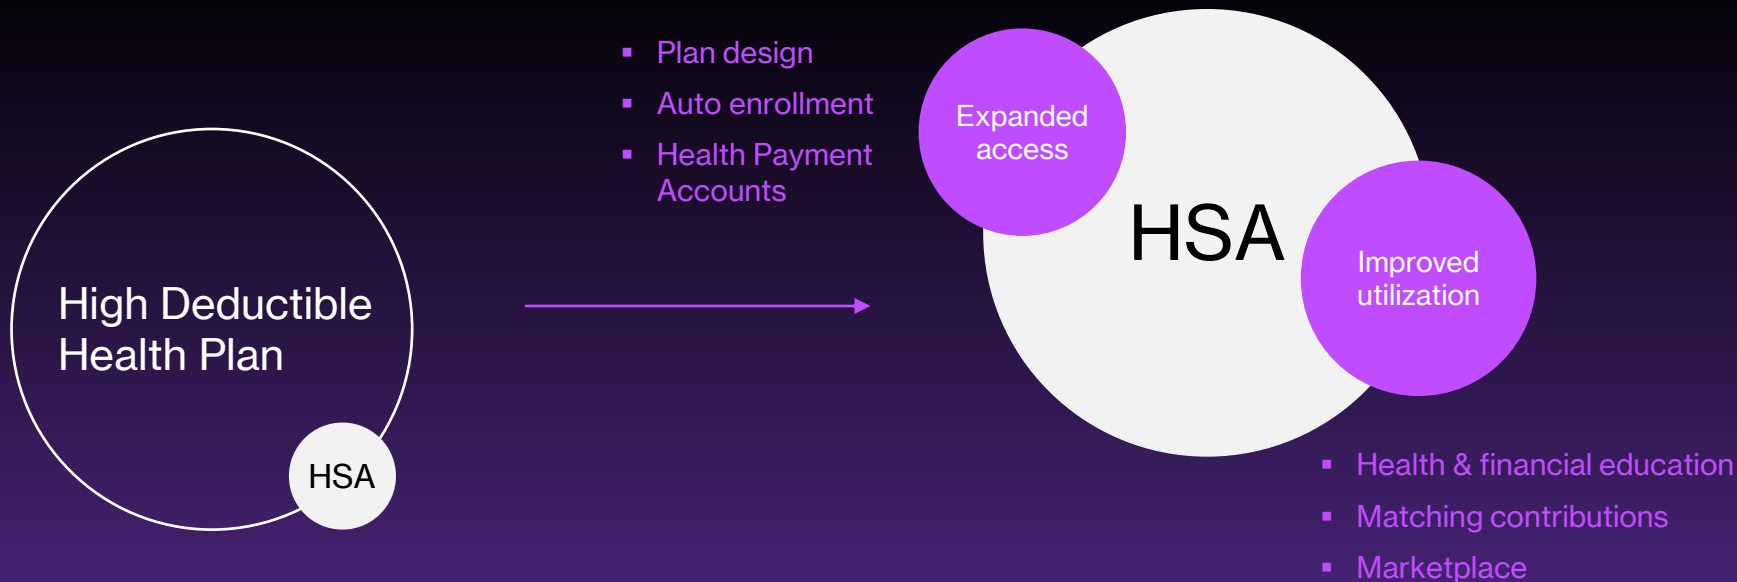 High Deductible
Health Plan
HSA
▪ Plan design
▪ Auto enrollment
▪ Health Payment
Accounts
Expanded
access
HSA
Improved
utilization
▪ Health & financial education
▪ Matching contributions
▪ Marketplace